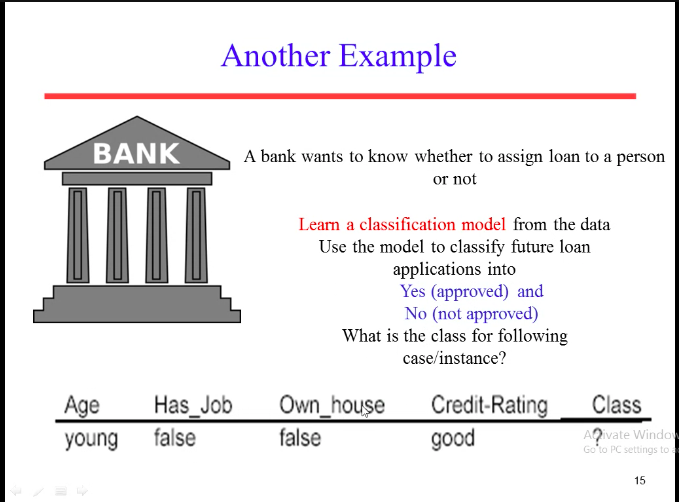 Another Example
BANK
A bank wants to know whether to assign loan to a person
or not
Learn a classification model from the data
Use the model to classify future loan
applications into
Yes (approved) and
No (not approved)
What is the class for following
case/instance?
Age Has_Job Own_house Credit-Rating Class
young false false good ?
Activate Window
Go to PC settings to a
15